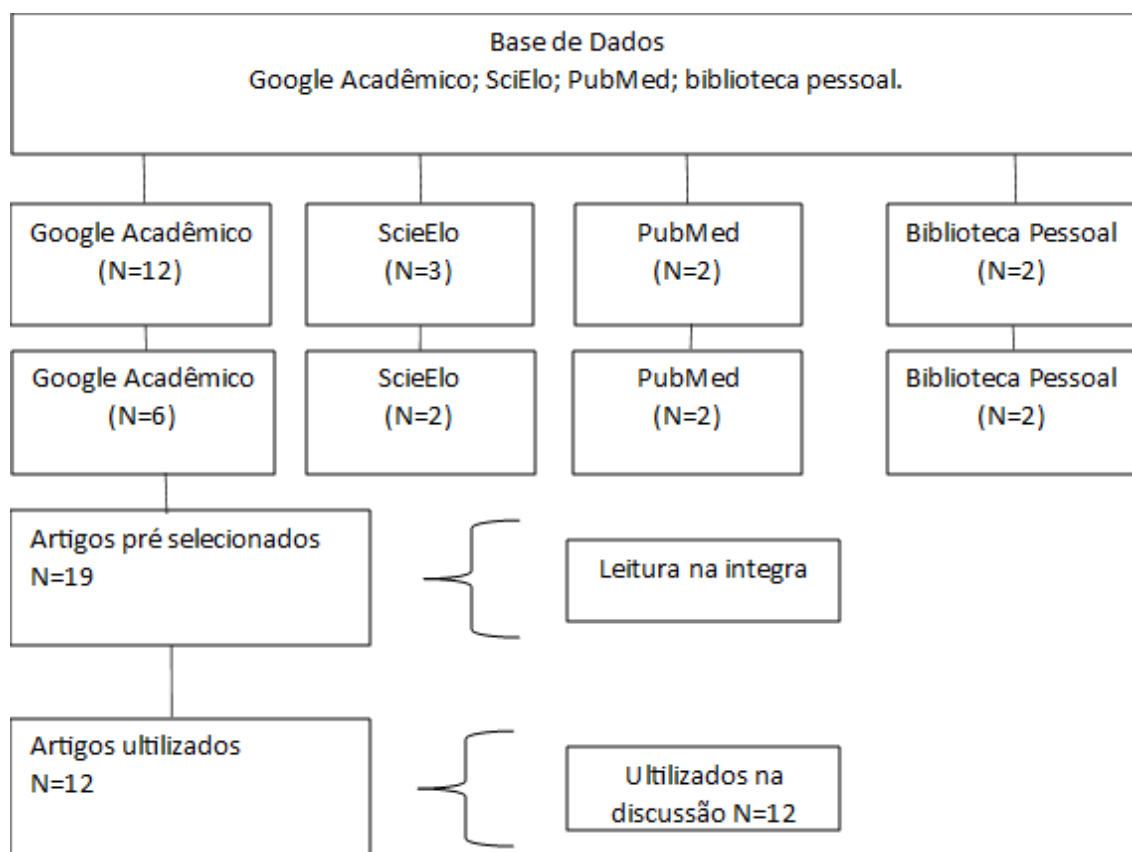 Base de Dados
Google Acadêmico; SciElo; PubMed; biblioteca pessoal.
Google Acadêmico
(N=12)
ScieElo
(N=3)
PubMed
(N=2)
Biblioteca Pessoal
(N=2)
Google Acadêmico
(N=6)
ScieElo
(N=2)
PubMed
(N=2)
Biblioteca Pessoal
(N=2)
Artigos pré selecionados
N=19
Leitura na integra
Artigos ultilizados
N=12
Ultilizados na
discussão N=12